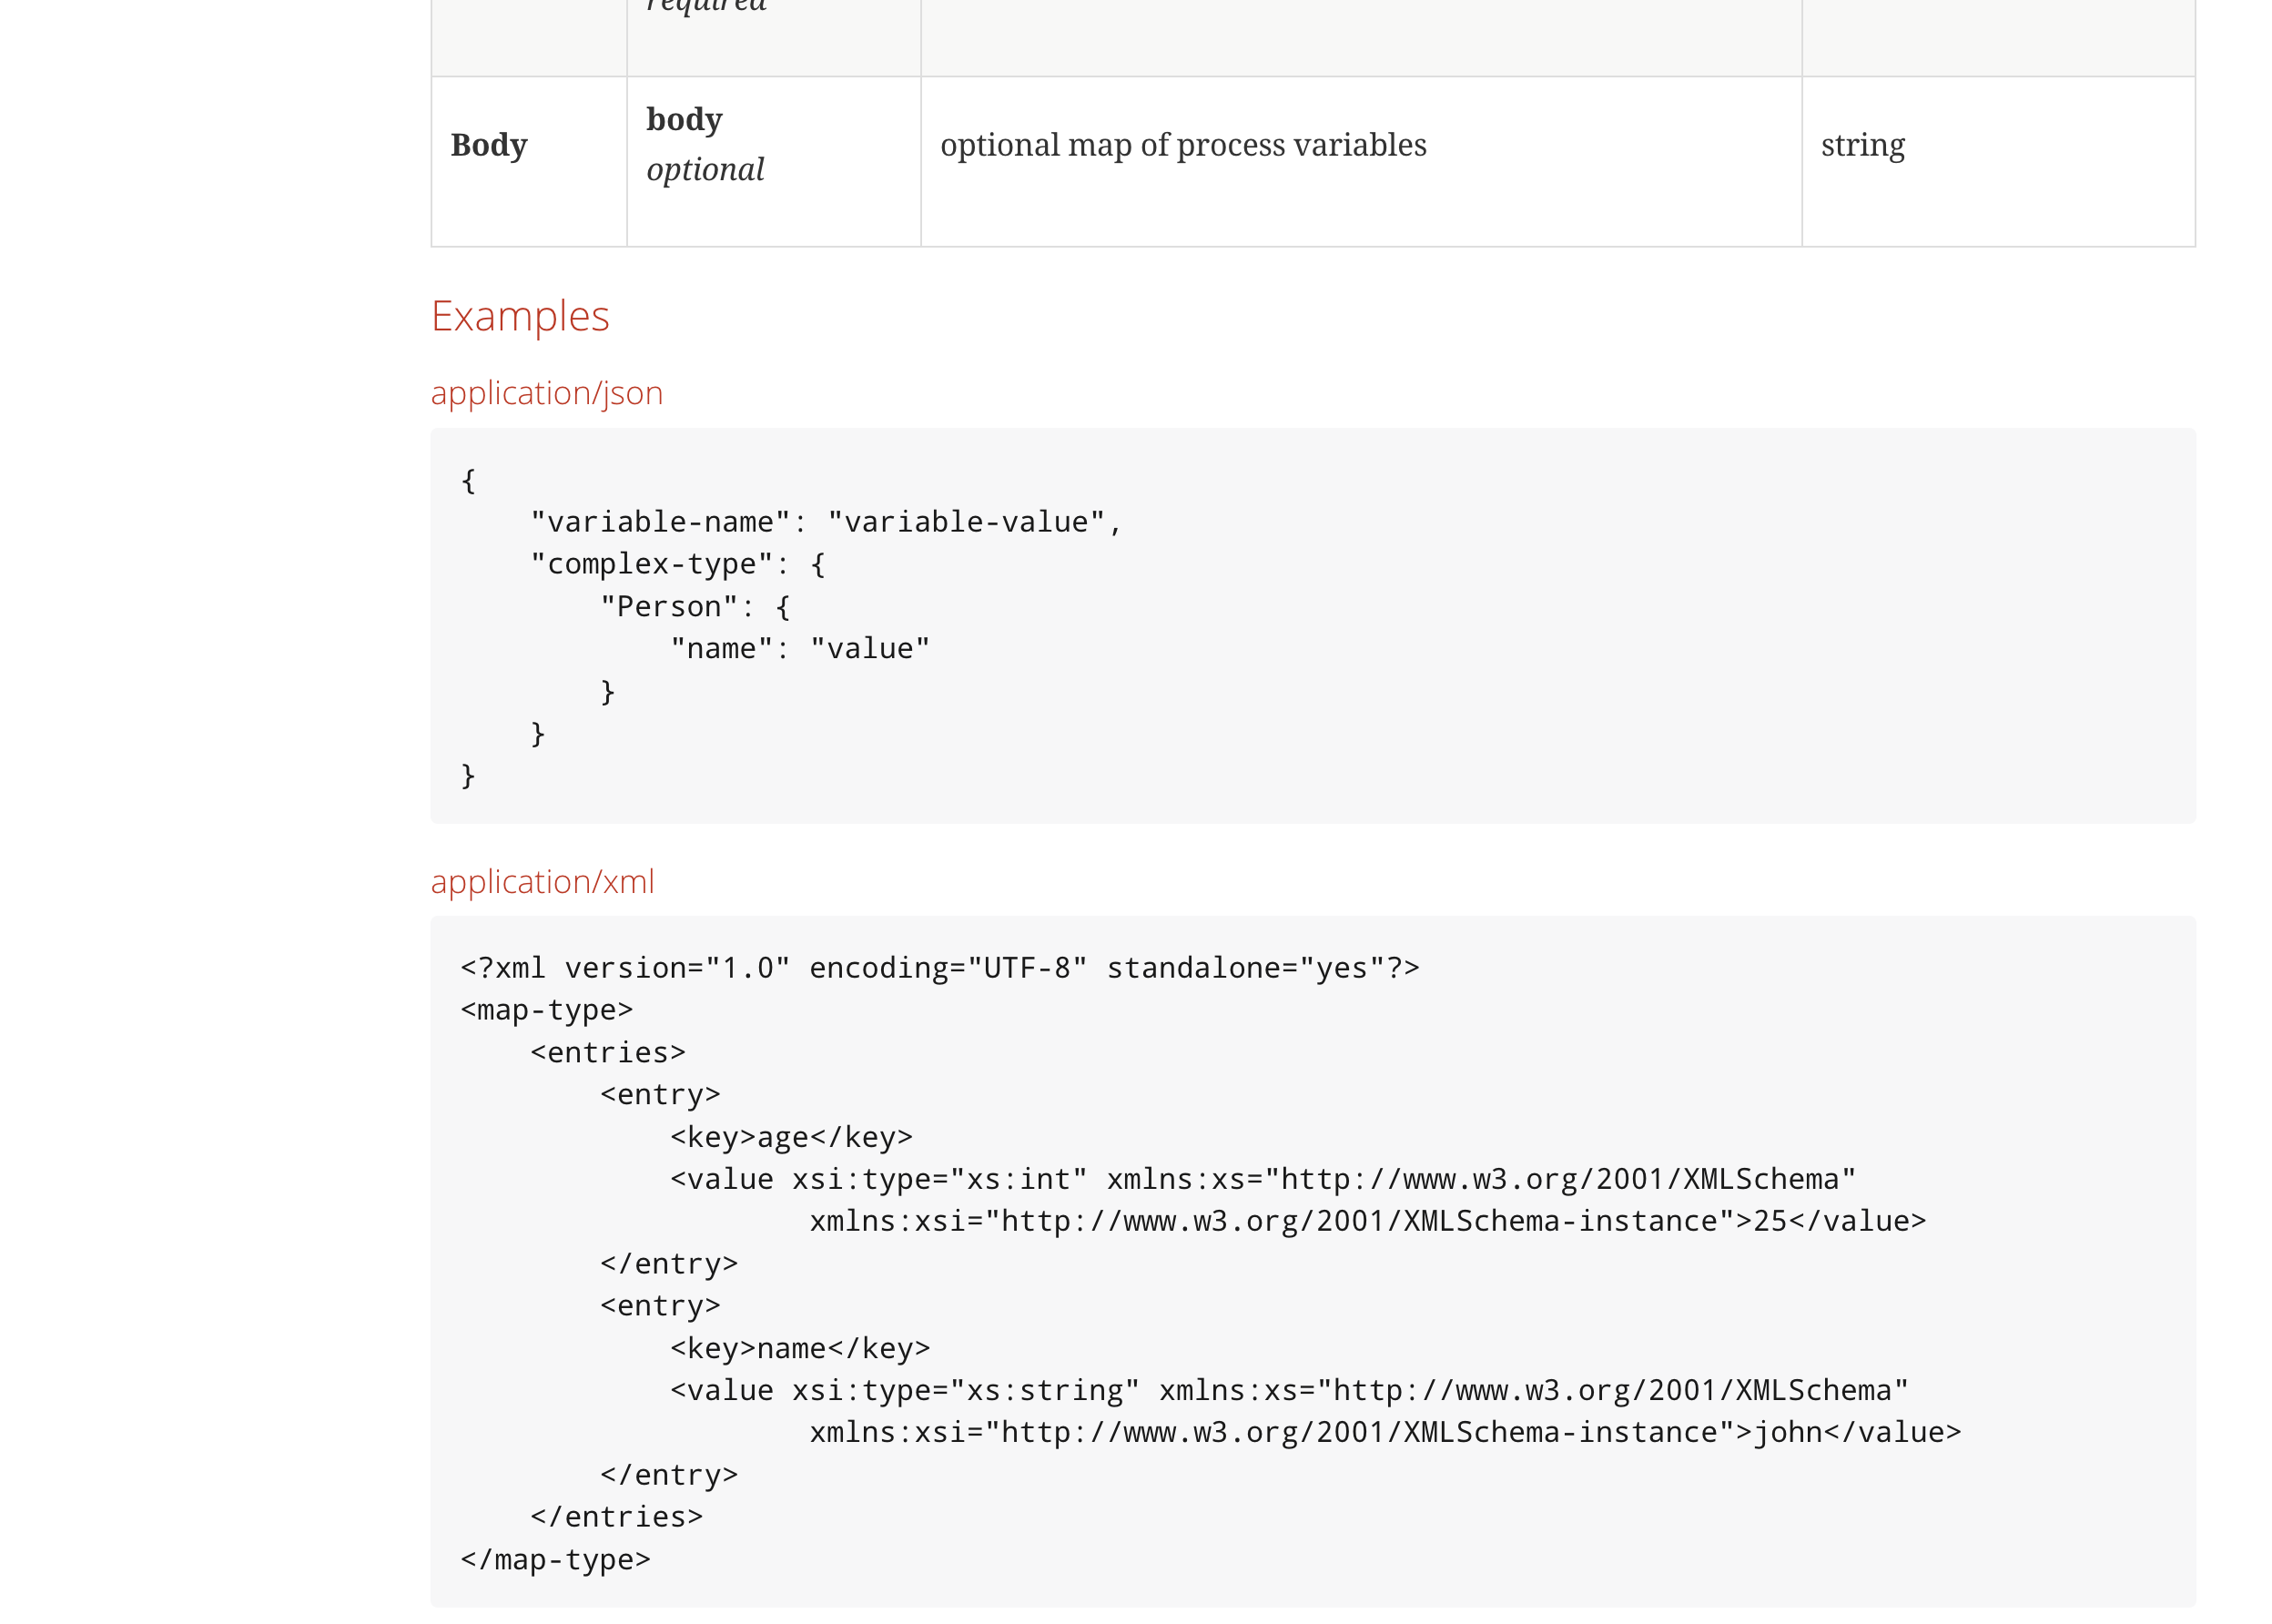 required
Body
body
optional
optional map of process variables
string
Examples
application/json
{
    "variable-name": "variable-value",
    "complex-type": {
        "Person": {
            "name": "value"
        }
    }
}
application/xml
<?xml version="1.0" encoding="UTF-8" standalone="yes"?>
<map-type>
    <entries>
        <entry>
            <key>age</key>
            <value xsi:type="xs:int" xmlns:xs="http://www.w3.org/2001/XMLSchema"
                    xmlns:xsi="http://www.w3.org/2001/XMLSchema-instance">25</value>
        </entry>
        <entry>
            <key>name</key>
            <value xsi:type="xs:string" xmlns:xs="http://www.w3.org/2001/XMLSchema"
                    xmlns:xsi="http://www.w3.org/2001/XMLSchema-instance">john</value>
        </entry>
    </entries>
</map-type>